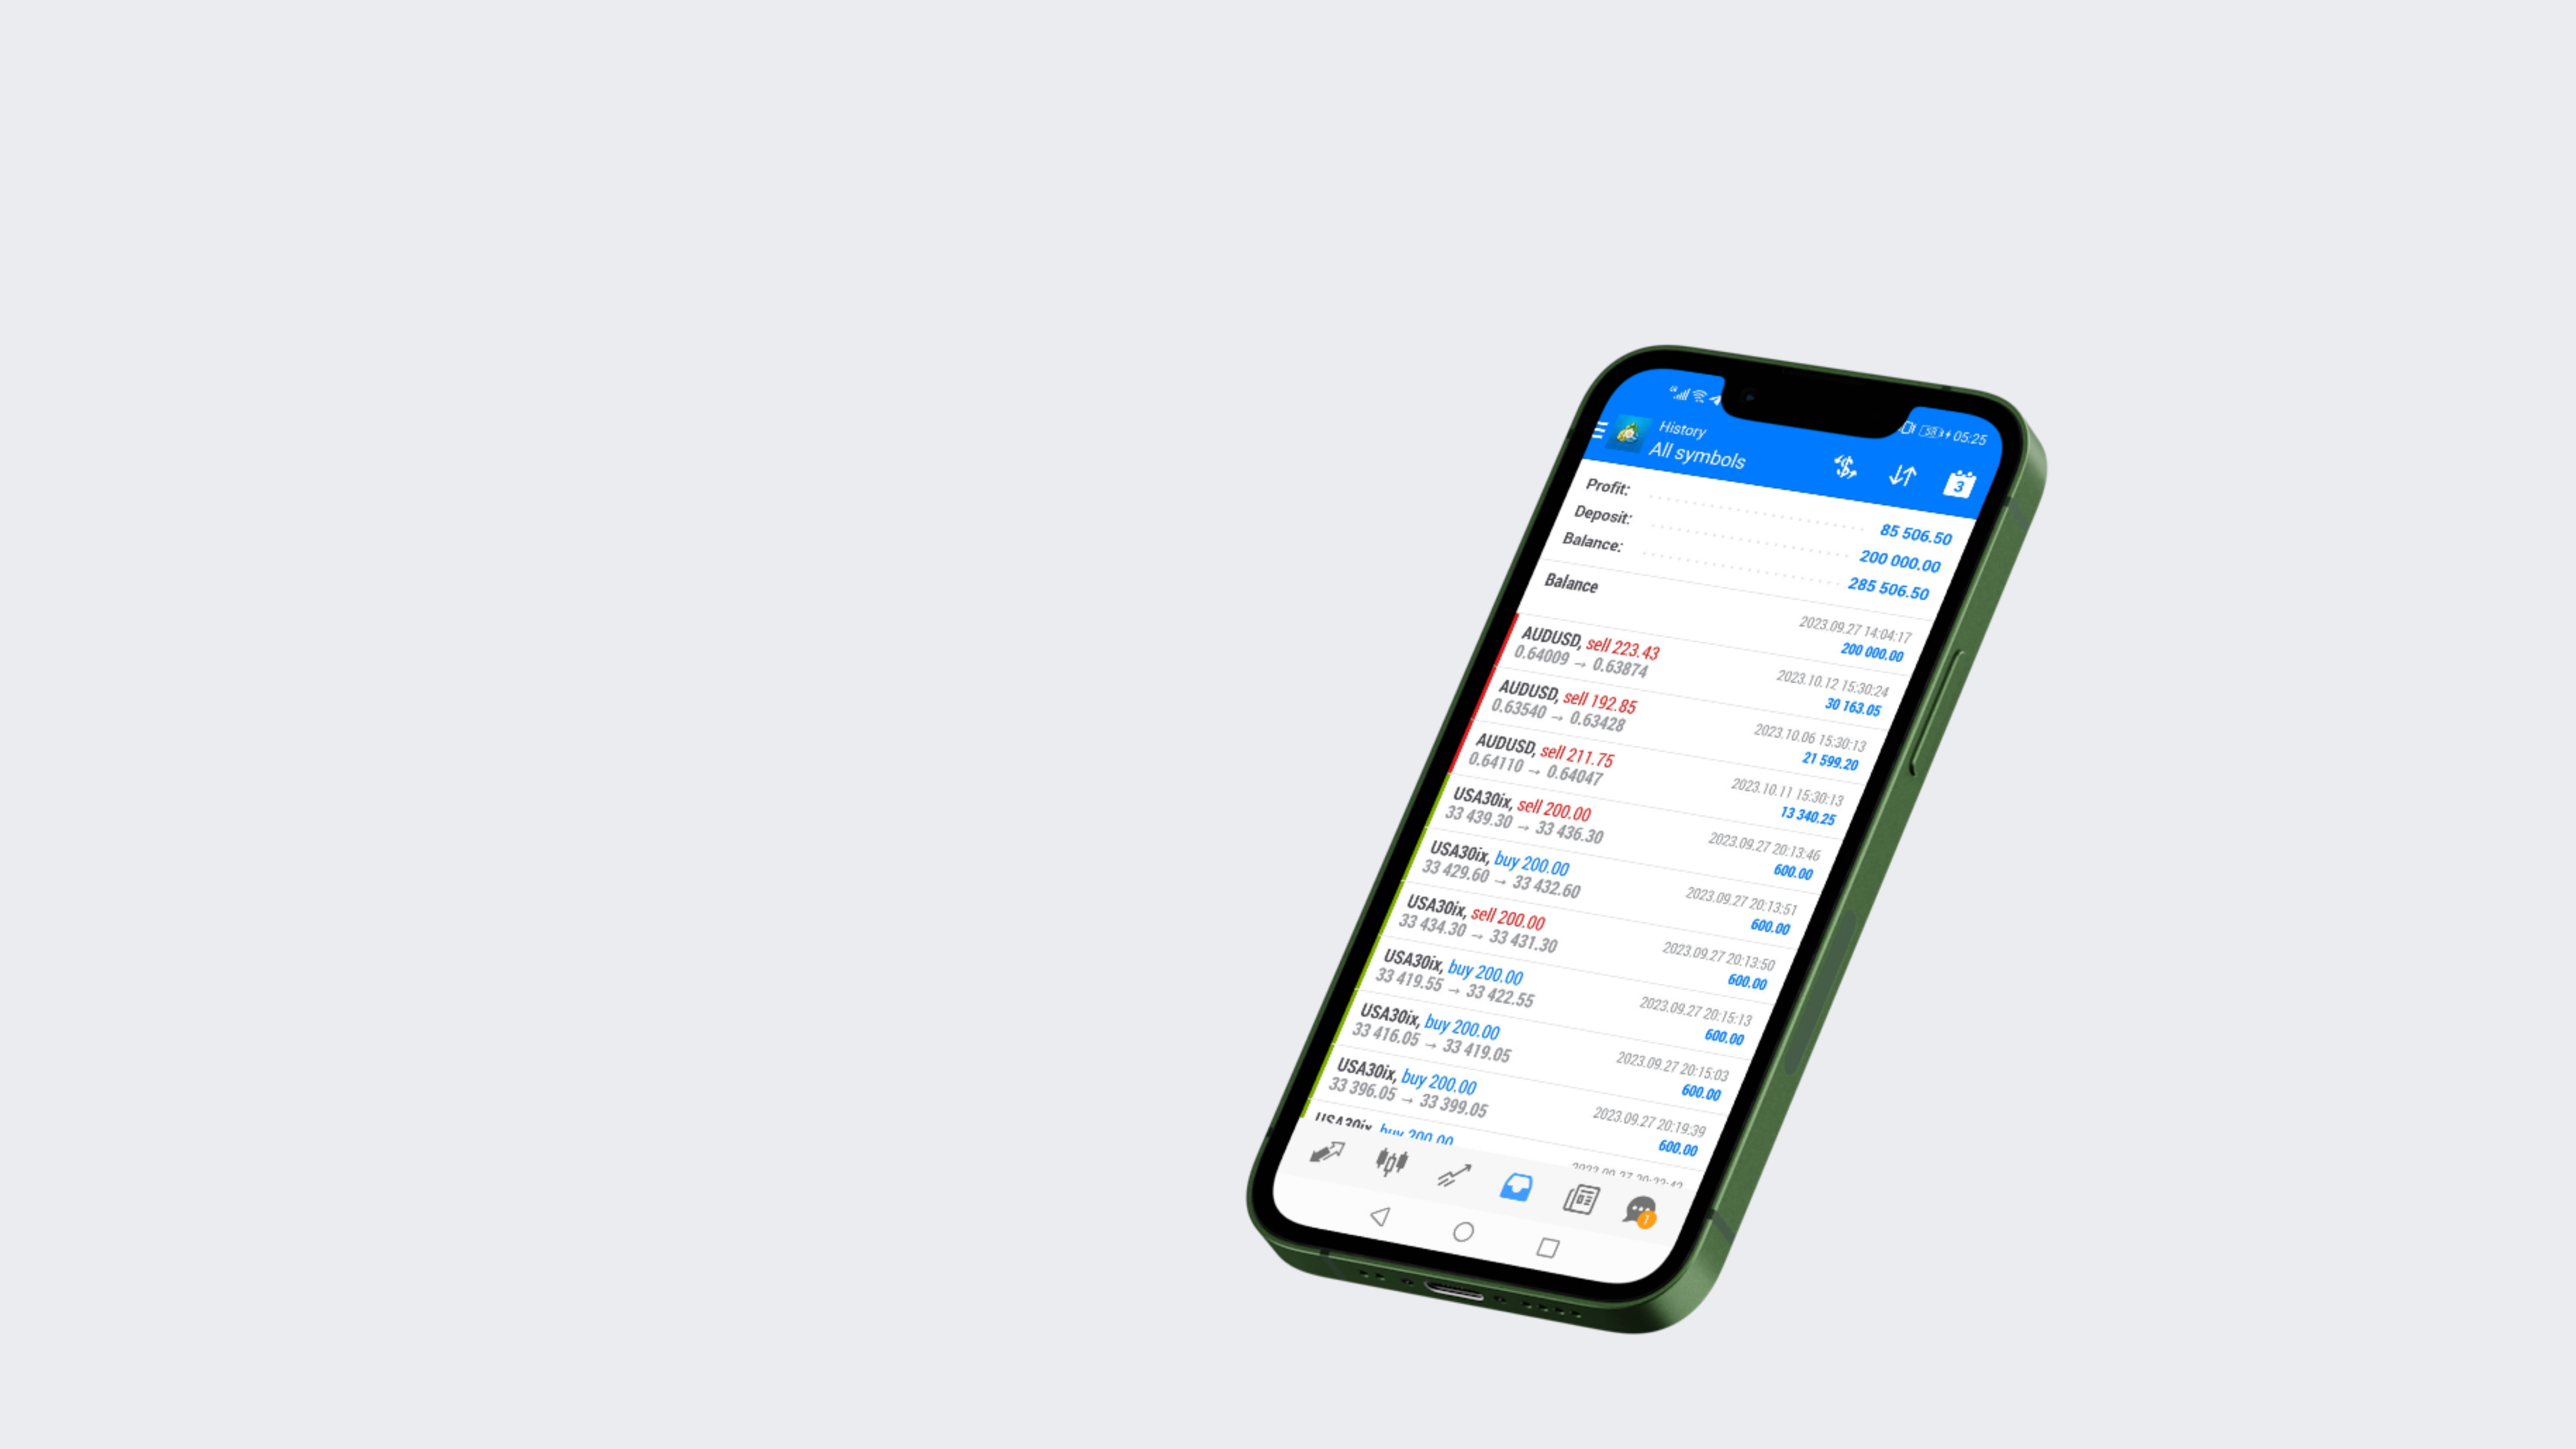 05:25
History
All symbols
3
Profit: 85 506.50
Deposit: 200 000.00
Balance: 285 506.50
Balance
2023.09.27 14:04:17
200 000.00
AUDUSD, sell 223.43
2023.10.12 15:30:24
0.64009 → 0.63874
30 163.05
AUDUSD, sell 192.85
2023.10.06 15:30:13
0.63540 → 0.63428
21 599.20
AUDUSD, sell 211.75
2023.10.11 15:30:13
0.64110 → 0.64047
13 340.25
USA30ix, sell 200.00
2023.09.27 20:13:46
33 439.30 → 33 436.30
600.00
USA30ix, buy 200.00
2023.09.27 20:13:51
33 429.60 → 33 432.60
600.00
USA30ix, sell 200.00
2023.09.27 20:13:50
33 434.30 → 33 431.30
600.00
USA30ix, buy 200.00
2023.09.27 20:15:13
33 419.55 → 33 422.55
600.00
USA30ix, buy 200.00
2023.09.27 20:15:03
33 416.05 → 33 419.05
600.00
USA30ix, buy 200.00
2023.09.27 20:19:39
33 396.05 → 33 399.05
600.00
USA30ix, buy 200.00
1